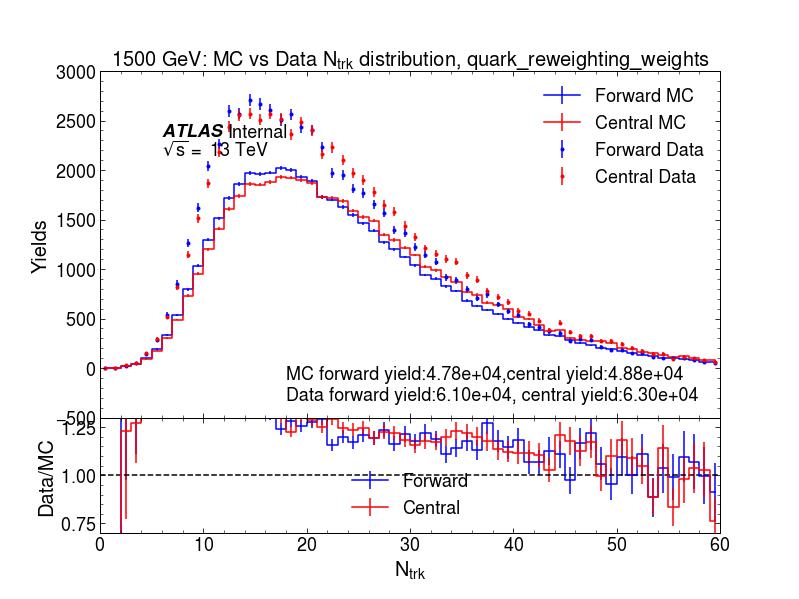 1500 GeV: MC vs Data N_trk distribution, quark_reweighting_weights
3000
2500
2000
1500
1000
500
0
−500
Yields
ATLAS Internal
√s = 13 TeV
Forward MC
Central MC
Forward Data
Central Data
MC forward yield:4.78e+04,central yield:4.88e+04
Data forward yield:6.10e+04, central yield:6.30e+04
1.25
1.00
0.75
Data/MC
Forward
Central
0 10 20 30 40 50 60
N_trk